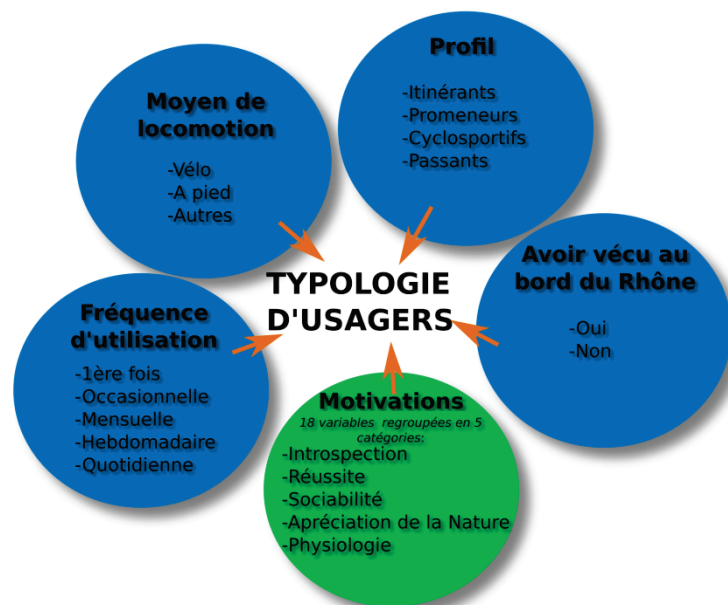 Profil
-Itinérants
-Promeneurs
-Cyclosportifs
-Passants
Moyen de
locomotion
-Vélo
-A pied
-Autres
Avoir vécu au
bord du Rhône
-Oui
-Non
TYPOLOGIE
D'USAGERS
Fréquence
d'utilisation
-1ère fois
-Occasionnelle
-Mensuelle
-Hebdomadaire
-Quotidienne
Motivations
18 variables regroupées en 5
catégories:
-Introspection
-Réussite
-Sociabilité
-Apréciation de la Nature
-Physiologie